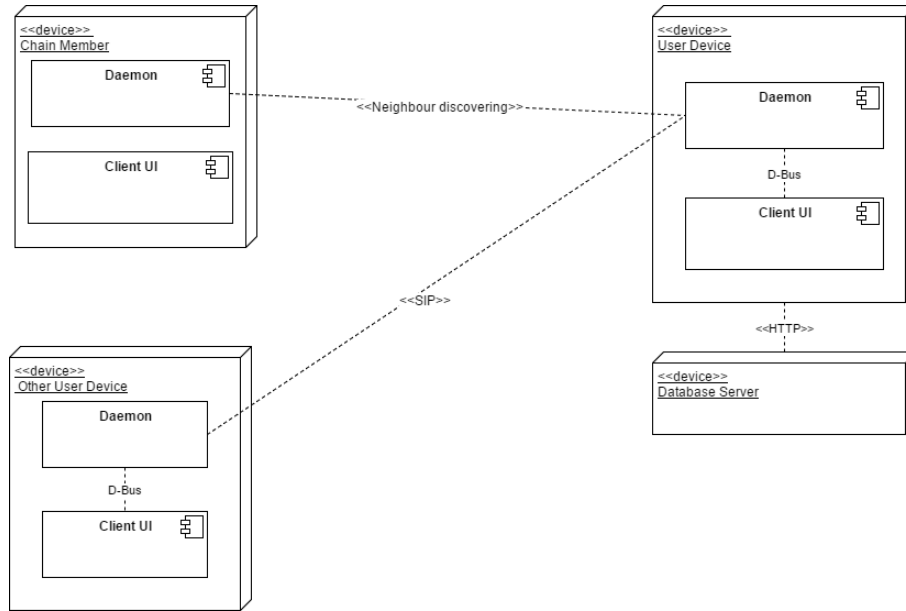 <<device>>
Chain Member
Daemon
Client UI
<<Neighbour discovering>>
<<device>>
User Device
Daemon
D-Bus
Client UI
<<SIP>>
<<HTTP>>
<<device>>
Database Server
<<device>>
Other User Device
Daemon
D-Bus
Client UI